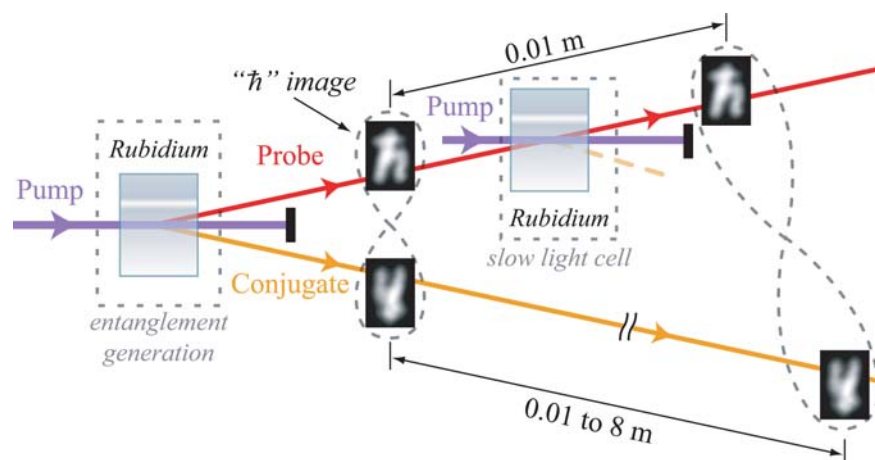 0.01 m
“ħ” image
Pump
Rubidium
Probe
Pump
Rubidium
slow light cell
Conjugate
entanglement
generation
0.01 to 8 m
ħ
ħ